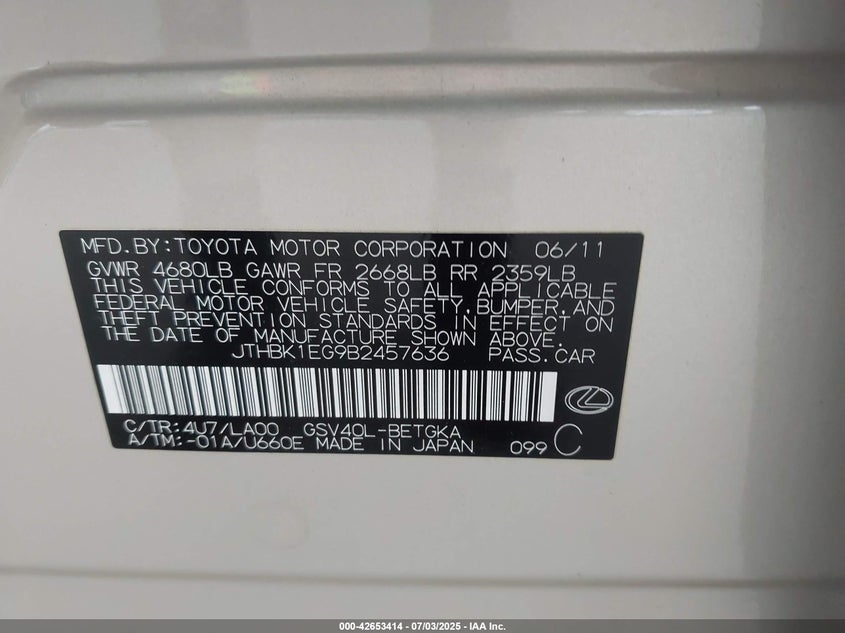 MFD.BY:TOYOTA MOTOR CORPORATION 06/11
GVWR 4680LB GAWR FR 2668LB RR 2359LB
THIS VEHICLE CONFORMS TO ALL APPLICABLE
FEDERAL MOTOR VEHICLE SAFETY,BUMPER,AND
THEFT PREVENTION STANDARDS IN EFFECT ON
THE DATE OF MANUFACTURE SHOWN ABOVE.
JTHBK1EG9B2457636 PASS.CAR
C/TR:4U7/LA00 GSV40L-BETGKA
A/TM:-01A/U660E MADE IN JAPAN 099 C
000-42653414 - 07/03/2025 - IAA Inc.